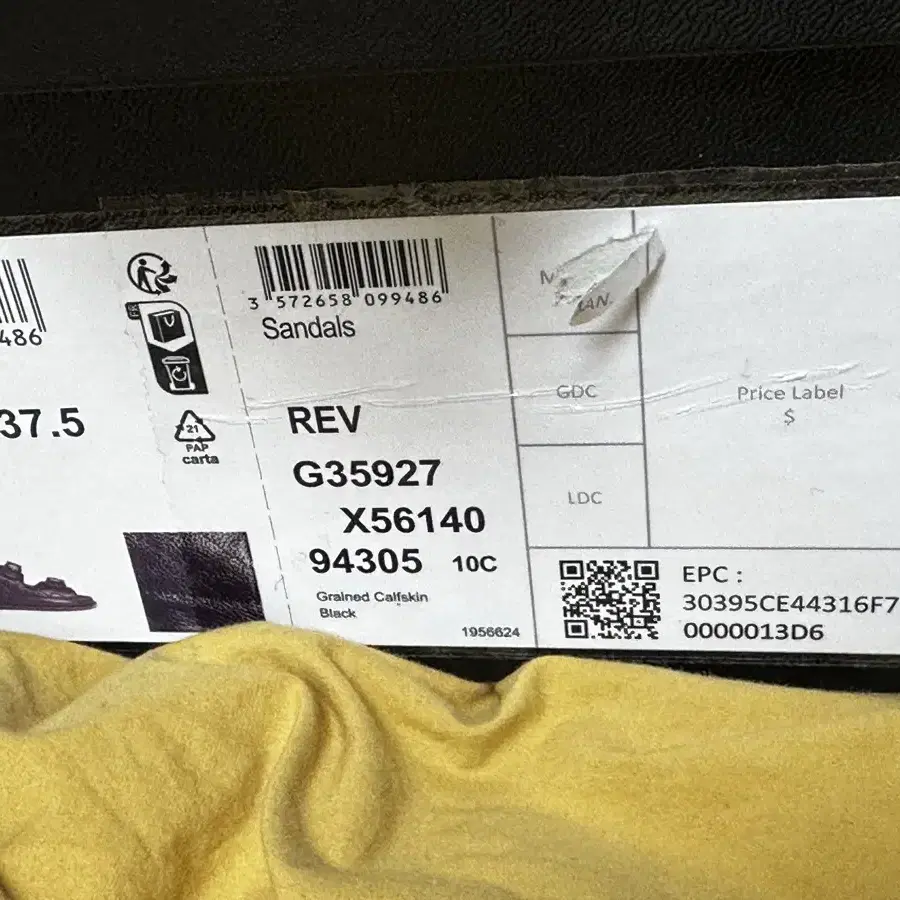 486
37.5
FR
21
PAP
carta
3 572658 099486
Sandals
REV
G35927
X56140
94305 10C
Grained Calfskin
Black
1956624
GDC
LDC
Price Label
$
EPC :
30395CE44316F7
0000013D6